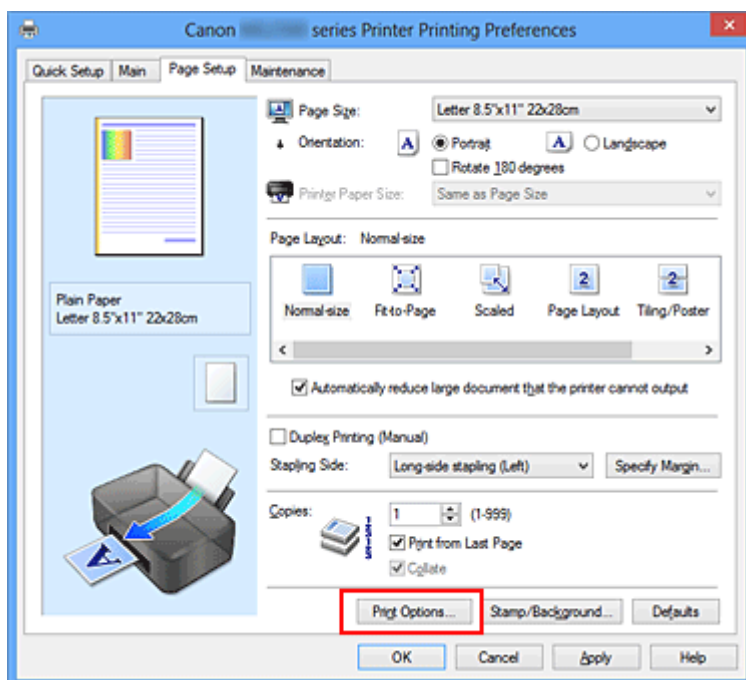 Canon series Printer Printing Preferences
Quick Setup Main Page Setup Maintenance
Page Size: Letter 8.5"x11" 22x28cm
Orientation: A Portrait A Landscape
Rotate 180 degrees
Printer Paper Size: Same as Page Size
Page Layout: Normal-size
2 2
Normal-size Fit-to-Page Scaled Page Layout Tiling/Poster
Plain Paper
Letter 8.5"x11" 22x28cm
Automatically reduce large document that the printer cannot output
Duplex Printing (Manual)
Stapling Side: Long-side stapling (Left) Specify Margin...
Copies: 1 (1-999)
Print from Last Page
Collate
A
Print Options... Stamp/Background... Defaults
OK Cancel Apply Help